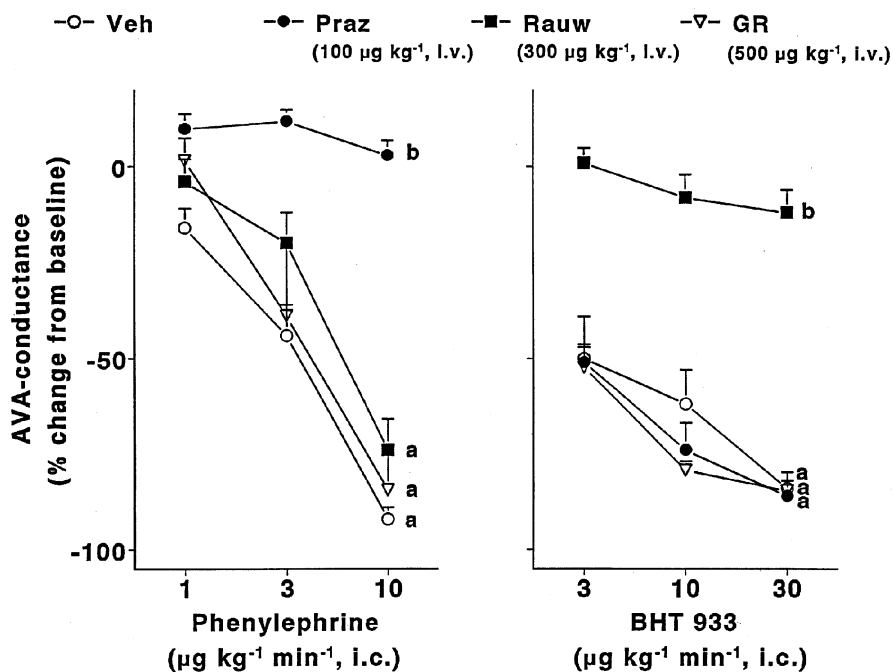 Veh Praz Rauw GR
(100 µg kg-1, i.v.) (300 µg kg-1, i.v.) (500 µg kg-1, i.v.)
AVA-conductance
(% change from baseline)
0
-50
-100
b
a
a
a
b
a
a
a
1 3 10 3 10 30
Phenylephrine BHT 933
(µg kg-1 min-1, i.c.) (µg kg-1 min-1, i.c.)